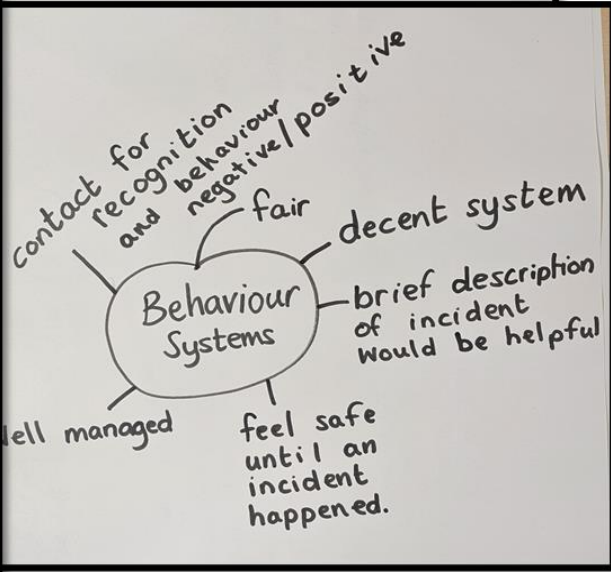 contact for
recognition
and behaviour
negative/positive
fair
decent system
brief description
of incident
would be helpful
Behaviour
Systems
ell managed
feel safe
until an
incident
happened.